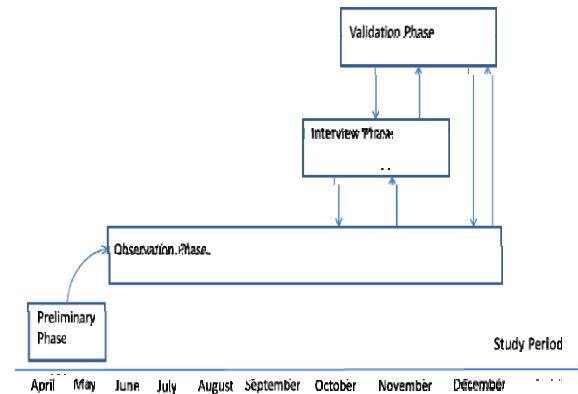 Validation Phase
Interview Phase
Observation Phase
Preliminary
Phase
Study Period
April May June July August September October November December